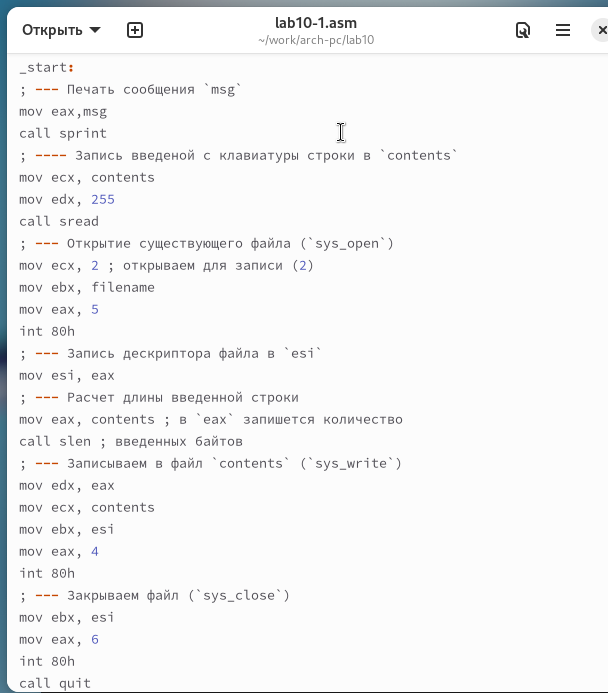 Открыть
lab10-1.asm
~/work/arch-pc/lab10
_start:
; --- Печать сообщения `msg`
mov eax,msg
call sprint
; ---- Запись введеной с клавиатуры строки в `contents`
mov ecx, contents
mov edx, 255
call sread
; --- Открытие существующего файла (`sys_open`)
mov ecx, 2 ; открываем для записи (2)
mov ebx, filename
mov eax, 5
int 80h
; --- Запись дескриптора файла в `esi`
mov esi, eax
; --- Расчет длины введенной строки
mov eax, contents ; в `eax` запишется количество
call slen ; введенных байтов
; --- Записываем в файл `contents` (`sys_write`)
mov edx, eax
mov ecx, contents
mov ebx, esi
mov eax, 4
int 80h
; --- Закрываем файл (`sys_close`)
mov ebx, esi
mov eax, 6
int 80h
call quit